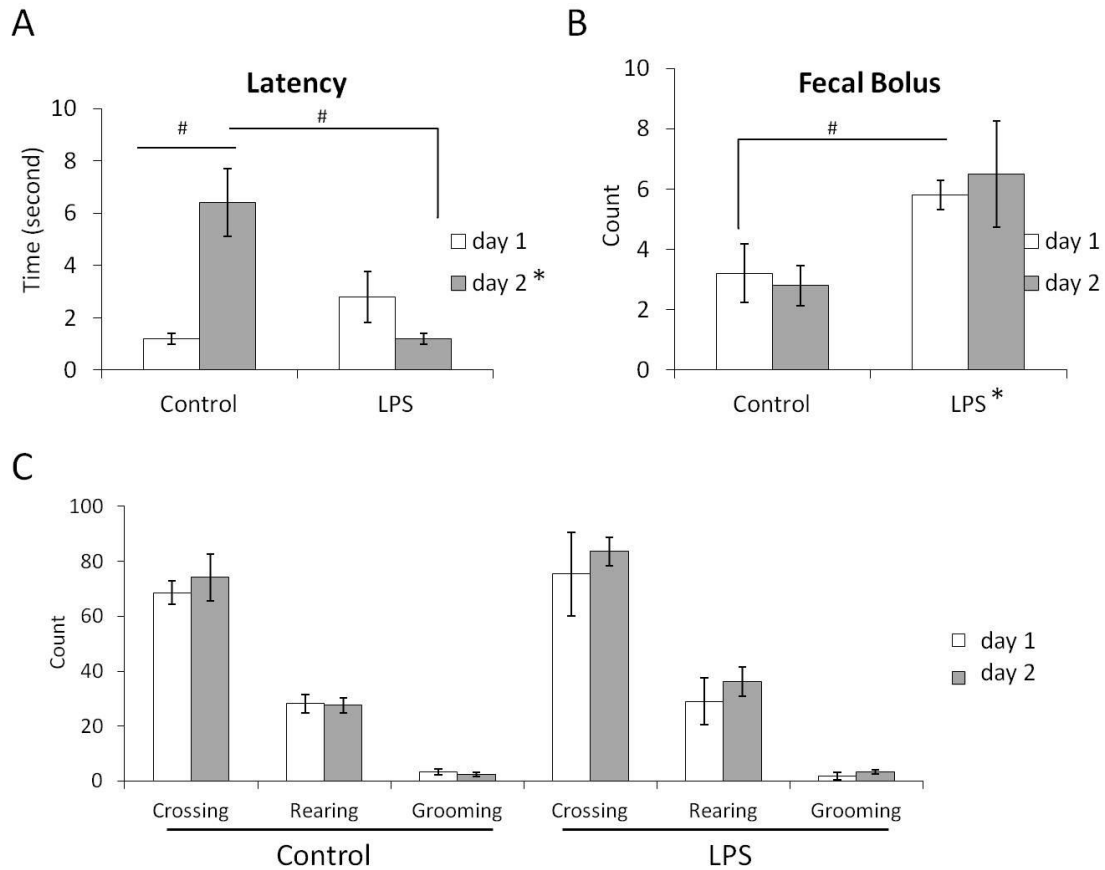 A
Latency
Time (second)
10
8
6
4
2
0
#
#
day 1
day 2 *
Control
LPS
B
Fecal Bolus
Count
10
8
6
4
2
0
#
day 1
day 2
Control
LPS *
C
Count
100
80
60
40
20
0
day 1
day 2
Crossing Rearing Grooming Crossing Rearing Grooming
Control LPS